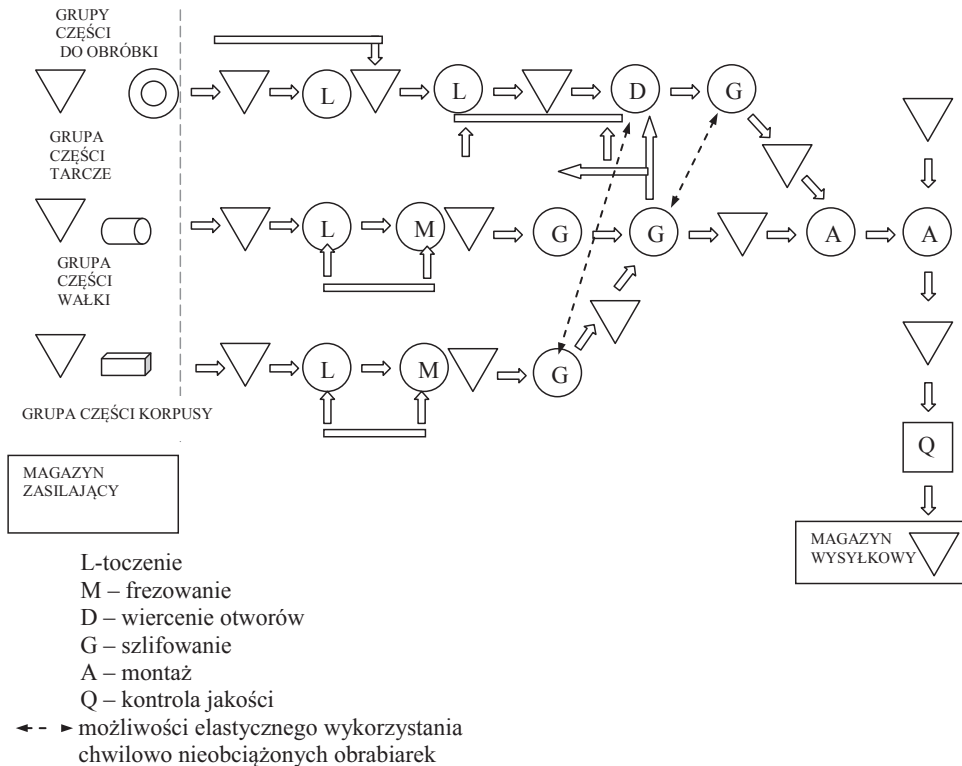 GRUPY
CZĘŚCI
DO OBRÓBKI
L
L
D
G
GRUPA
CZĘŚCI
TARCZE
L
M
G
G
A
A
GRUPA
CZĘŚCI
WAŁKI
L
M
G
GRUPA CZĘŚCI KORPUSY
Q
MAGAZYN
ZASILAJĄCY
MAGAZYN
WYSYŁKOWY
L-toczenie
M – frezowanie
D – wiercenie otworów
G – szlifowanie
A – montaż
Q – kontrola jakości
możliwości elastycznego wykorzystania
chwilowo nieobciążonych obrabiarek